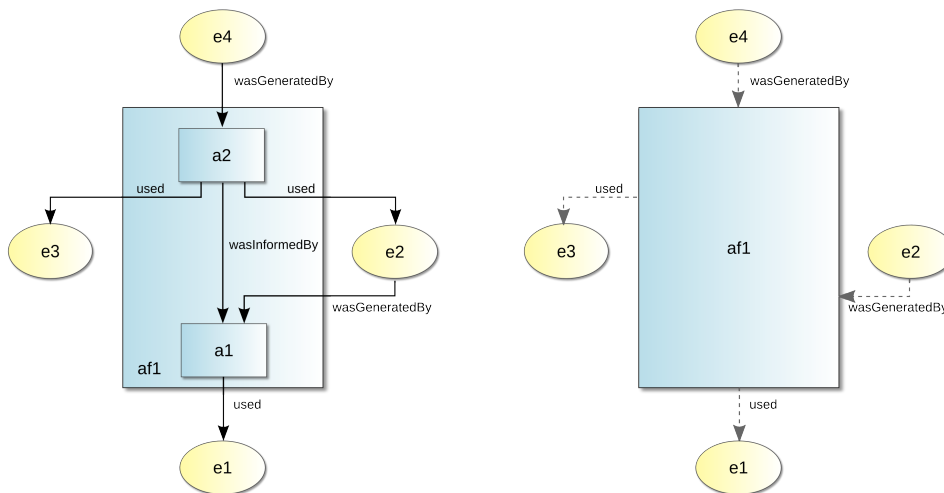 e4
wasGeneratedBy
a2
used
used
e3
wasInformedBy
e2
wasGeneratedBy
a1
af1
used
e1
e4
wasGeneratedBy
used
e3
af1
e2
wasGeneratedBy
used
e1